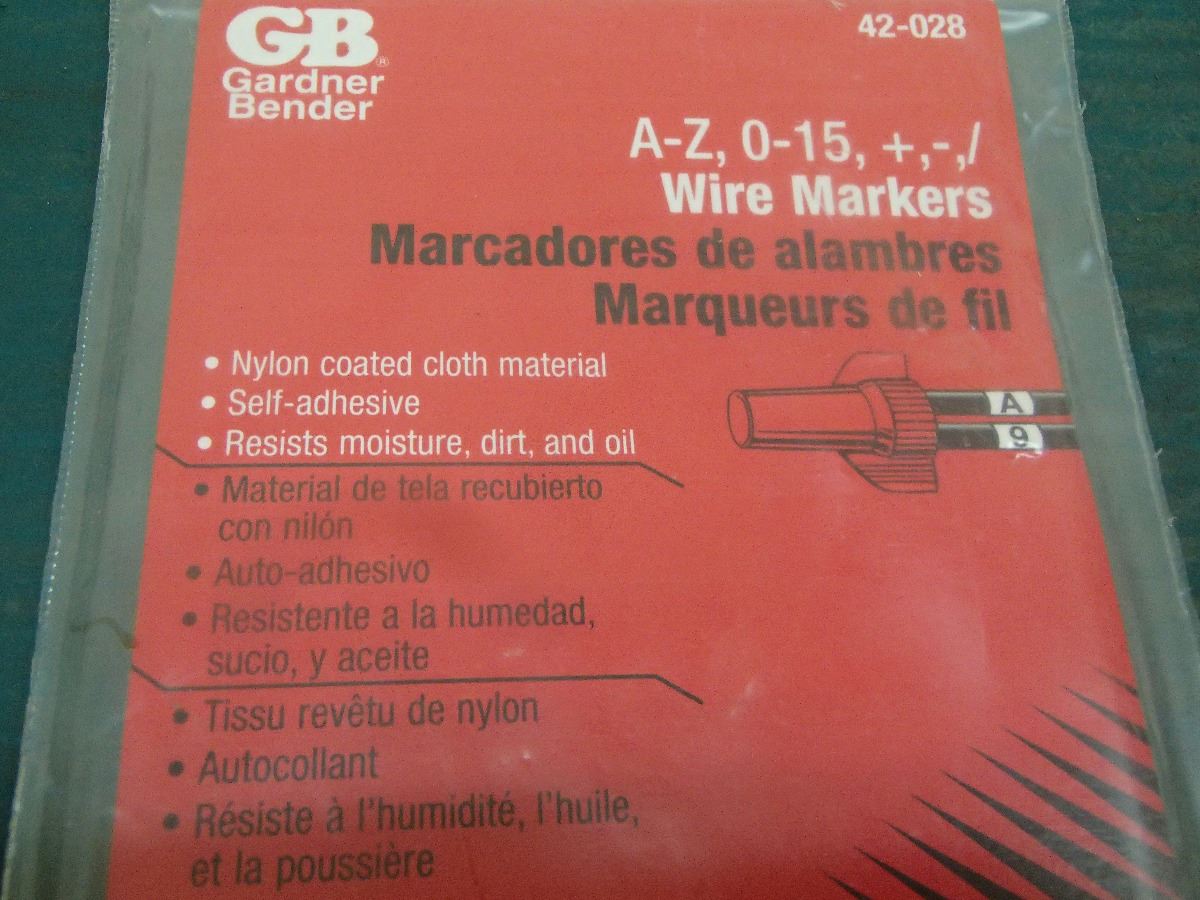 GB®
Gardner
Bender
42-028
A-Z, 0-15, +,-,/
Wire Markers
Marcadores de alambres
Marqueurs de fil
• Nylon coated cloth material
• Self-adhesive
• Resists moisture, dirt, and oil
A
9
• Material de tela recubierto
con nilón
• Auto-adhesivo
• Resistente a la humedad,
sucio, y aceite
• Tissu revêtu de nylon
• Autocollant
• Résiste à l'humidité, l'huile,
et la poussière